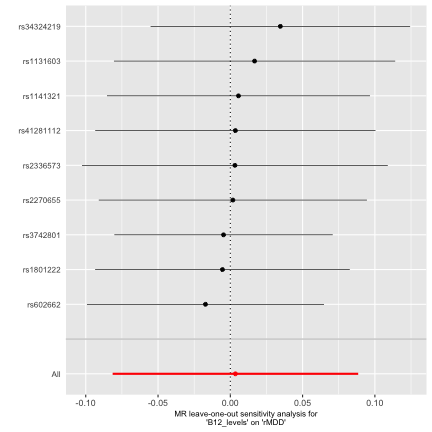 rs34324219
rs1131603
rs1141321
rs41281112
rs2336573
rs2270655
rs3742801
rs1801222
rs602662
All
-0.10 -0.05 0.00 0.05 0.10
MR leave-one-out sensitivity analysis for
'B12_levels' on 'rMDD'